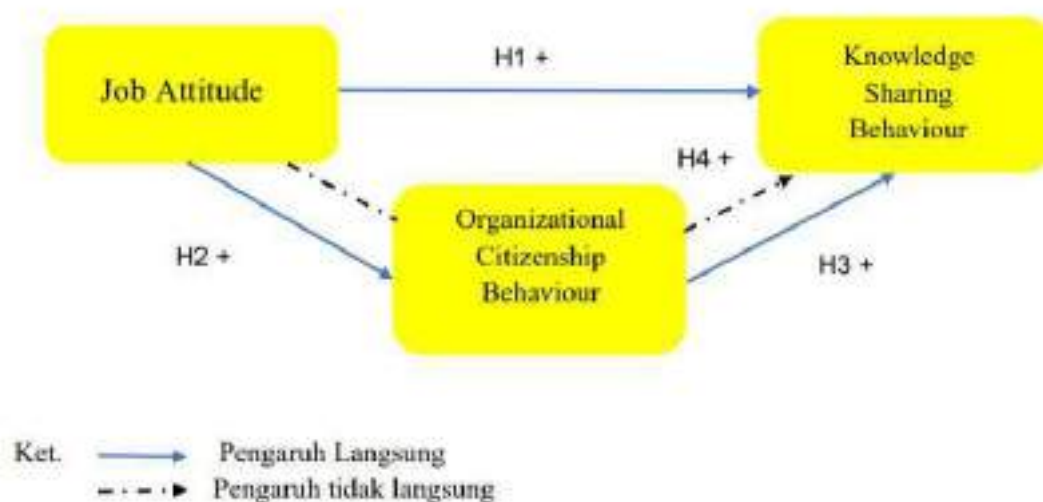 H1 +
Job Attitude
Knowledge
Sharing
Behaviour
H4 +
Organizational
Citizenship
Behaviour
H2 +
H3 +
Ket.
Pengaruh Langsung
Pengaruh tidak langsung